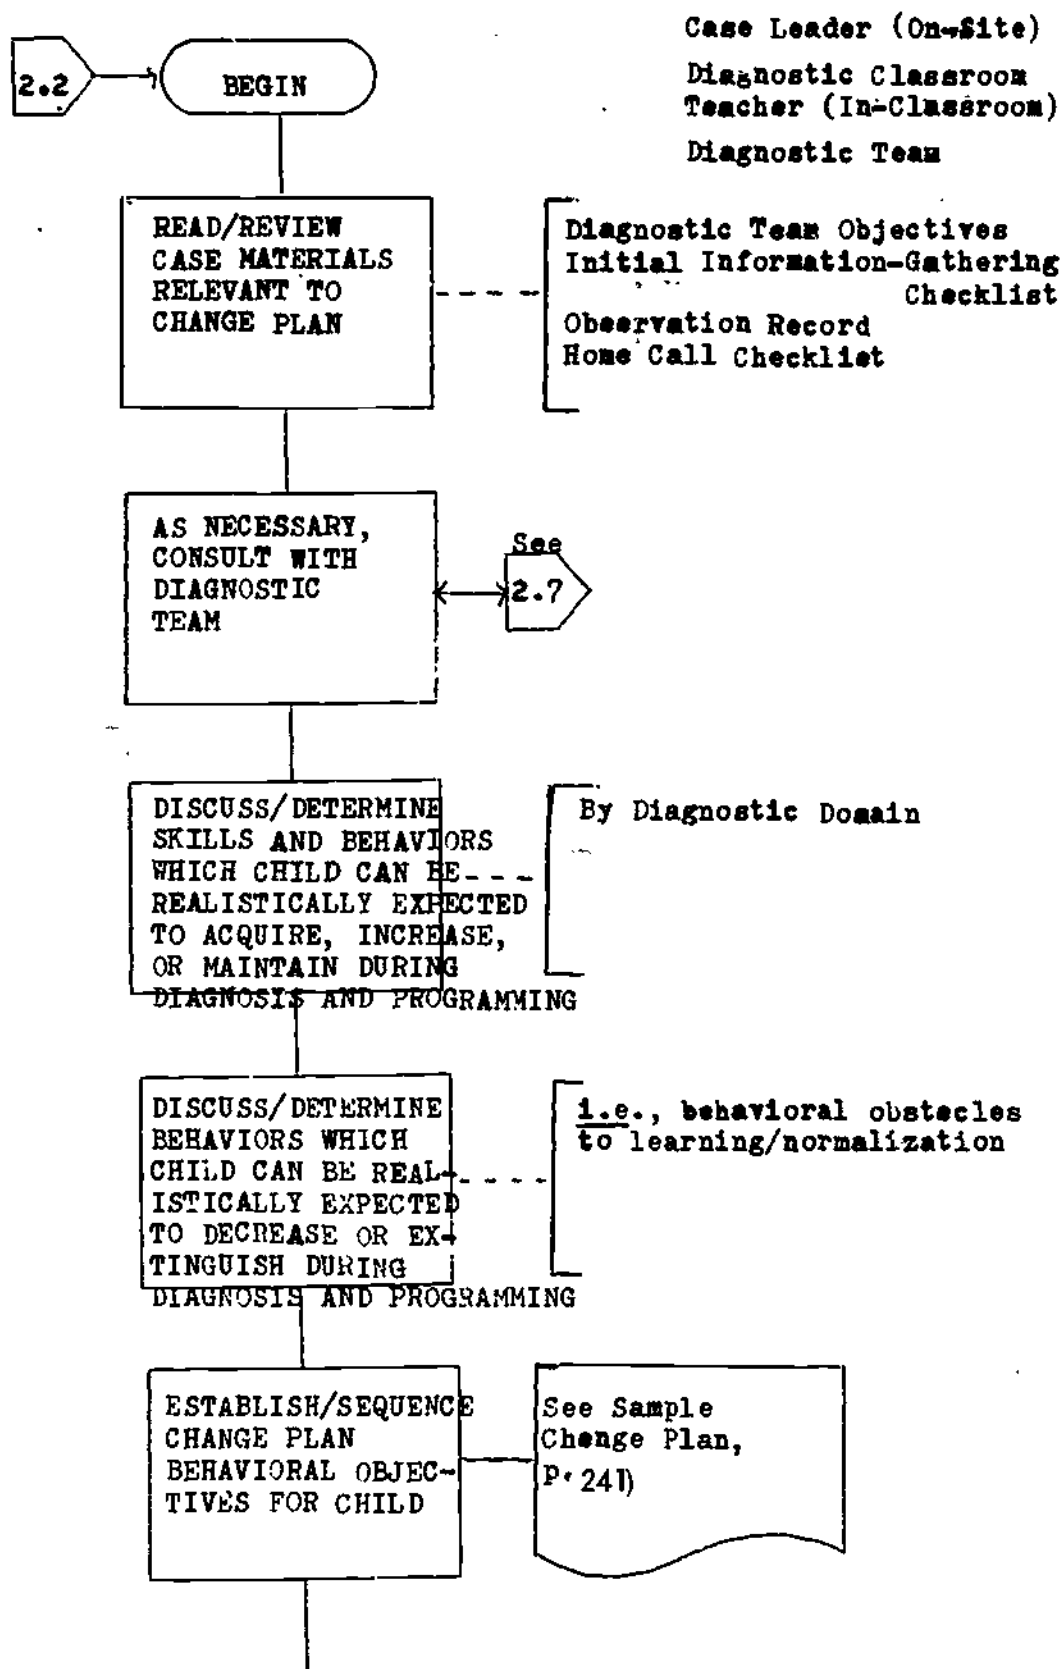 Case Leader (On-Site)
Diagnostic Classroom
Teacher (In-Classroom)
Diagnostic Team
2.2
BEGIN
READ/REVIEW
CASE MATERIALS
RELEVANT TO
CHANGE PLAN
Diagnostic Team Objectives
Initial Information-Gathering
Checklist
Observation Record
Home Call Checklist
AS NECESSARY,
CONSULT WITH
DIAGNOSTIC
TEAM
See
2.7
DISCUSS/DETERMINE
SKILLS AND BEHAVIORS
WHICH CHILD CAN BE
REALISTICALLY EXPECTED
TO ACQUIRE, INCREASE,
OR MAINTAIN DURING
DIAGNOSIS AND PROGRAMMING
By Diagnostic Domain
DISCUSS/DETERMINE
BEHAVIORS WHICH
CHILD CAN BE REAL-
ISTICALLY EXPECTED
TO DECREASE OR EX-
TINGUISH DURING
DIAGNOSIS AND PROGRAMMING
i.e., behavioral obstacles
to learning/normalization
ESTABLISH/SEQUENCE
CHANGE PLAN
BEHAVIORAL OBJEC-
TIVES FOR CHILD
See Sample
Change Plan,
p. 241)